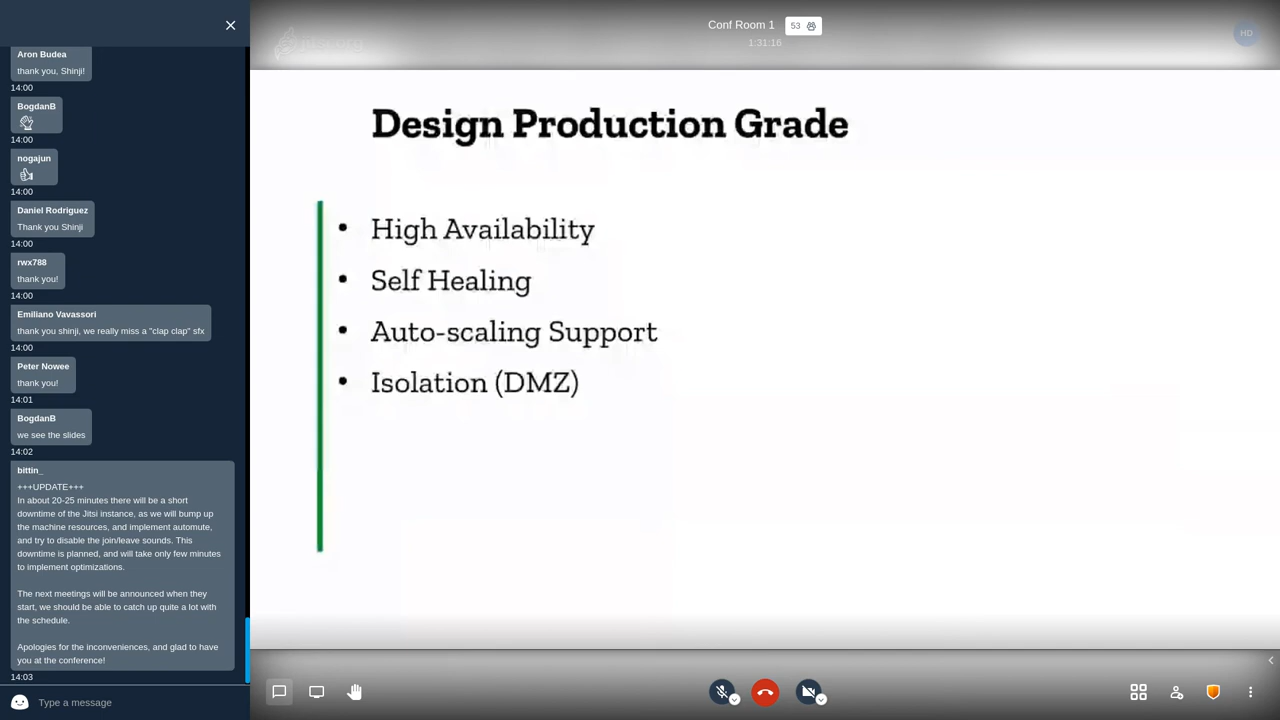 Aron Budea
thank you, Shinji!
14:00
BogdanB
14:00
nogajun
14:00
Daniel Rodriguez
Thank you Shinji
14:00
rwx788
thank you!
14:00
Emiliano Vavassori
thank you shinji, we really miss a "clap clap" sfx
14:00
Peter Nowee
thank you!
14:01
BogdanB
we see the slides
14:02
bittin_
+++UPDATE+++
In about 20-25 minutes there will be a short
downtime of the Jitsi instance, as we will bump up
the machine resources, and implement automute,
and try to disable the join/leave sounds. This
downtime is planned, and will take only few minutes
to implement optimizations.
The next meetings will be announced when they
start, we should be able to catch up quite a lot with
the schedule.
Apologies for the inconveniences, and glad to have
you at the conference!
14:03
Type a message
Conf Room 1
53
1:31:16
jitsi.org
HD
Design Production Grade
• High Availability
• Self Healing
• Auto-scaling Support
• Isolation (DMZ)